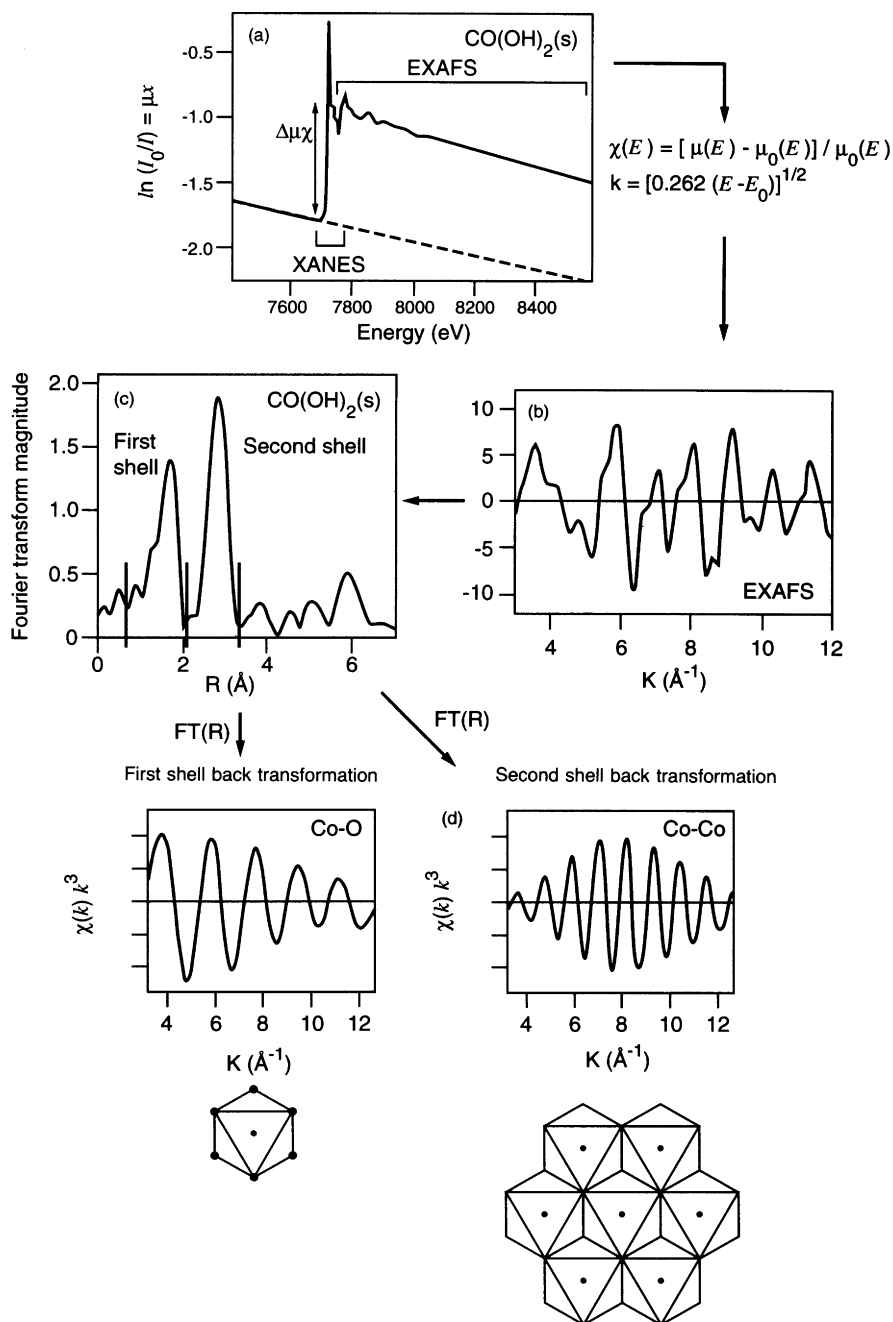 (a)
CO(OH)2(s)
EXAFS
Δμχ
XANES
ln (I0/I) = μx
-0.5
-1.0
-1.5
-2.0
7600 7800 8000 8200 8400
Energy (eV)
χ(E) = [ μ(E) - μ0(E)] / μ0(E)
k = [0.262 (E-E0)]1/2
(c)
CO(OH)2(s)
First shell
Second shell
Fourier transform magnitude
2.0
1.5
1.0
0.5
0
0 2 4 6
R (Å)
(b)
EXAFS
10
5
0
-5
-10
4 6 8 10 12
K (Å-1)
FT(R)
FT(R)
First shell back transformation
Second shell back transformation
Co-O
χ(k) k3
4 6 8 10 12
K (Å-1)
(d)
Co-Co
χ(k) k3
4 6 8 10 12
K (Å-1)